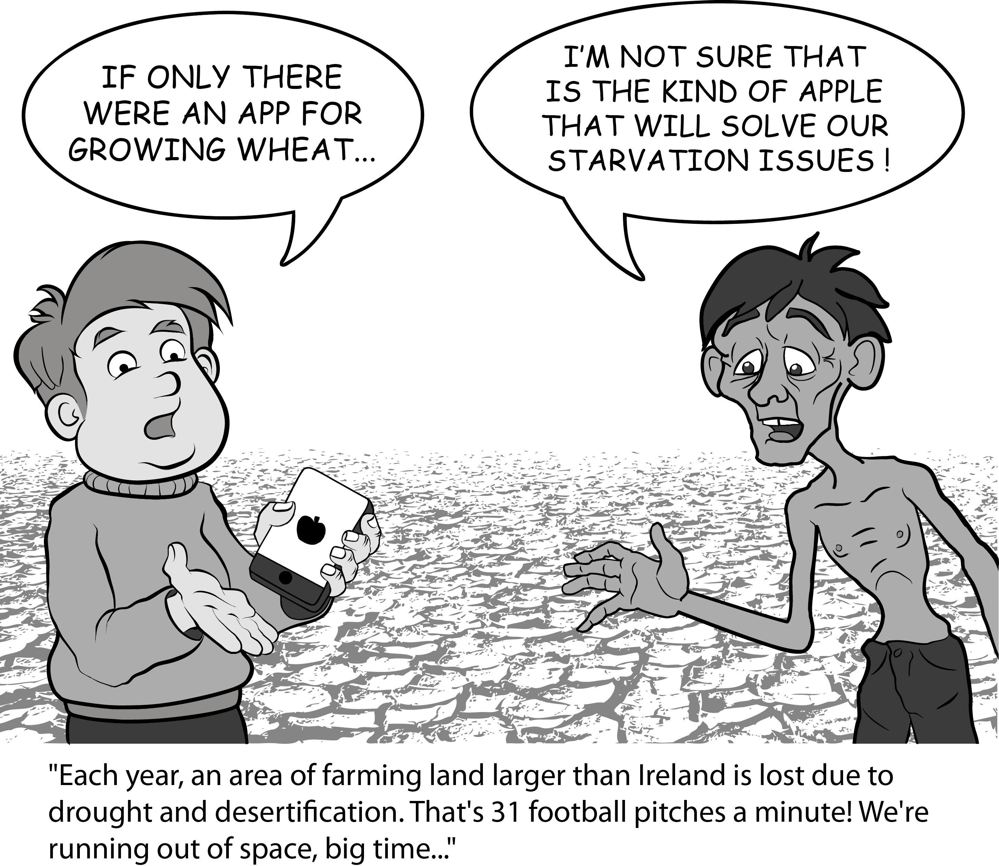 IF ONLY THERE
WERE AN APP FOR
GROWING WHEAT...
I'M NOT SURE THAT
IS THE KIND OF APPLE
THAT WILL SOLVE OUR
STARVATION ISSUES !
"Each year, an area of farming land larger than Ireland is lost due to
drought and desertification. That's 31 football pitches a minute! We're
running out of space, big time..."